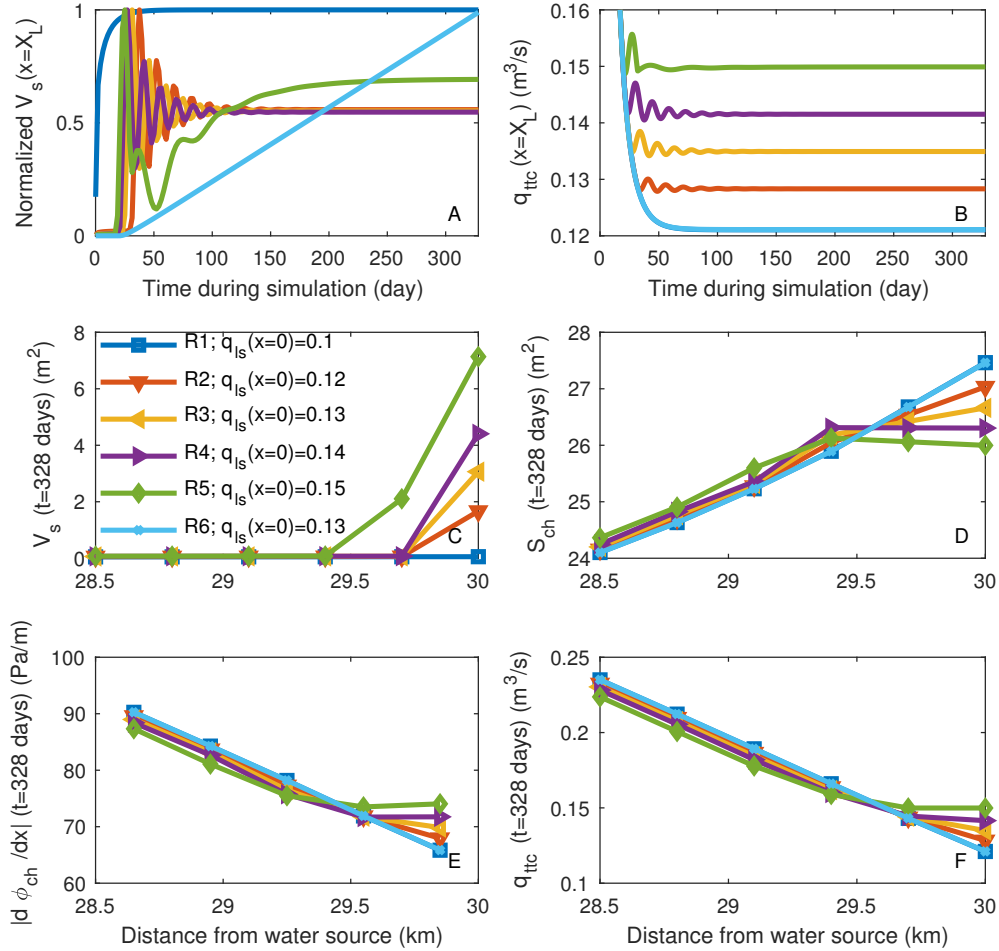 Normalized V_s(x=X_L)
1
0.5
0
0 50 100 150 200 250 300
Time during simulation (day)
A
q_ttc (x=X_L) (m^3/s)
0.16
0.15
0.14
0.13
0.12
0 50 100 150 200 250 300
Time during simulation (day)
B
V_s (t=328 days) (m^2)
8
6
4
2
0
R1; q_ls(x=0)=0.1
R2; q_ls(x=0)=0.12
R3; q_ls(x=0)=0.13
R4; q_ls(x=0)=0.14
R5; q_ls(x=0)=0.15
R6; q_ls(x=0)=0.13
C
28.5 29 29.5 30
S_ch (t=328 days) (m^2)
28
27
26
25
24
D
28.5 29 29.5 30
|d ϕ_ch/dx| (t=328 days) (Pa/m)
100
90
80
70
60
E
28.5 29 29.5 30
Distance from water source (km)
q_ttc (t=328 days) (m^3/s)
0.25
0.2
0.15
0.1
F
28.5 29 29.5 30
Distance from water source (km)